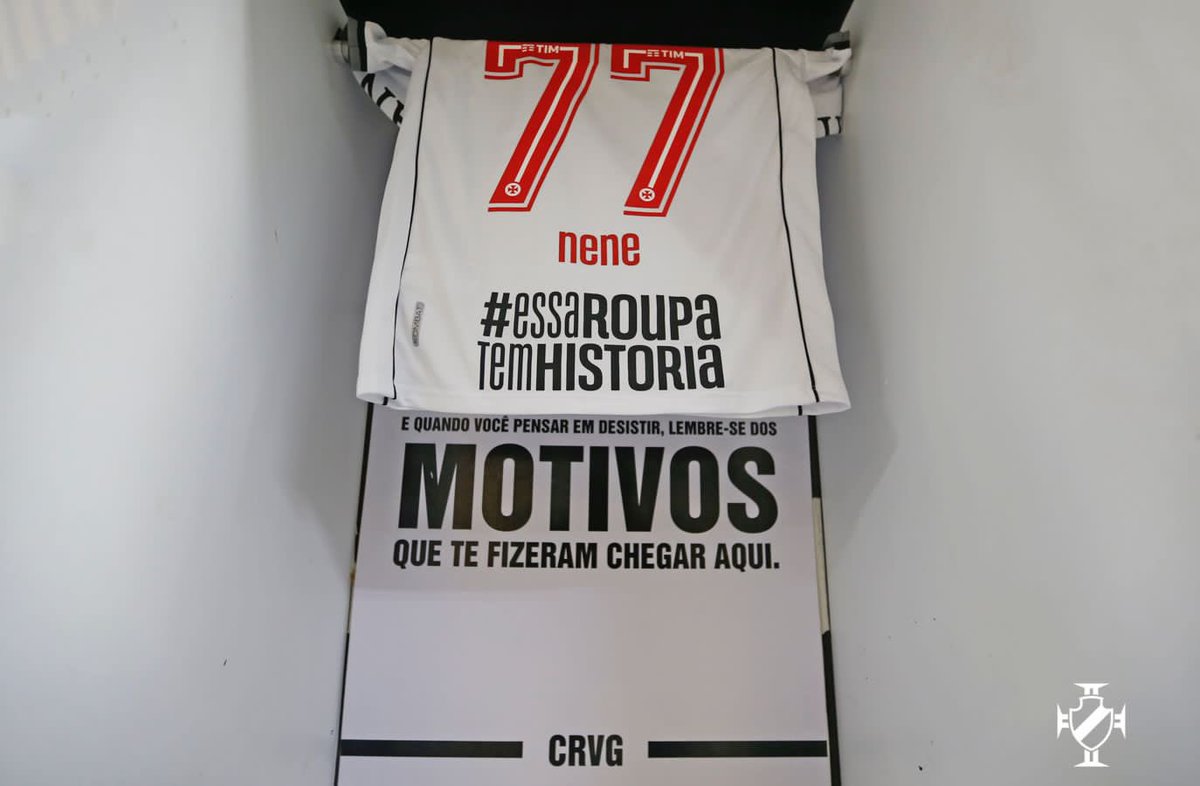 TIM TIM
77
nene
#essaROUPa
TemHISTORIa
COMBAT
E QUANDO VOCÊ PENSAR EM DESISTIR, LEMBRE-SE DOS
MOTIVOS
QUE TE FIZERAM CHEGAR AQUI.
CRVG